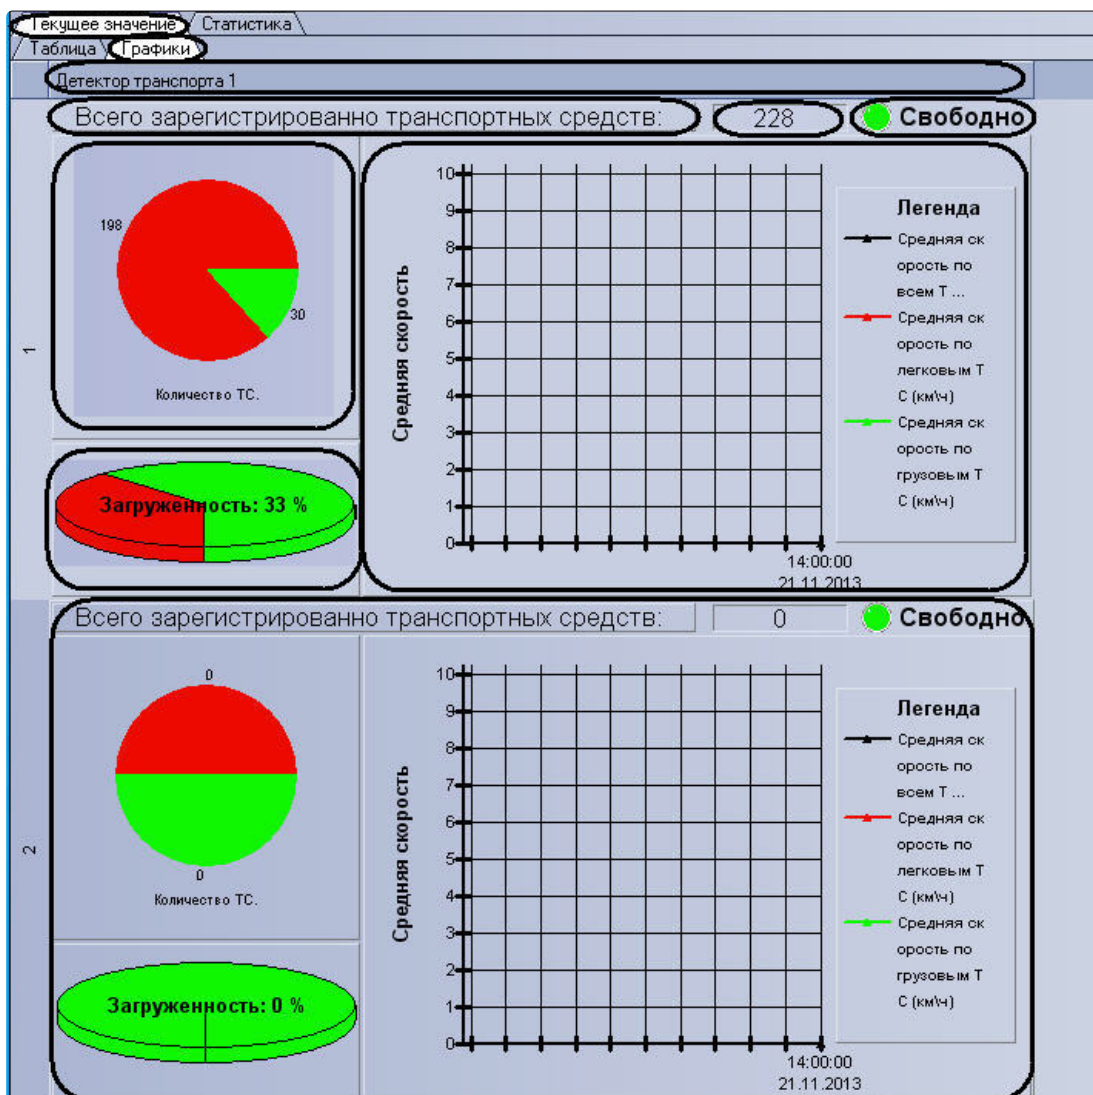 Текущее значение Статистика
Таблица Графики
Детектор транспорта 1
Всего зарегистрированно транспортных средств: 228 Свободно
1
198
30
Количество ТС.
Загруженность: 33 %
Средняя скорость
10
9
8
7
6
5
4
3
2
1
0
14:00:00
21.11.2013
Легенда
Средняя ск
орость по
всем Т ...
Средняя ск
орость по
легковым Т
С (км\ч)
Средняя ск
орость по
грузовым Т
С (км\ч)
Всего зарегистрированно транспортных средств: 0 Свободно
2
0
0
Количество ТС.
Загруженность: 0 %
Средняя скорость
10
9
8
7
6
5
4
3
2
1
0
14:00:00
21.11.2013
Легенда
Средняя ск
орость по
всем Т ...
Средняя ск
орость по
легковым Т
С (км\ч)
Средняя ск
орость по
грузовым Т
С (км\ч)